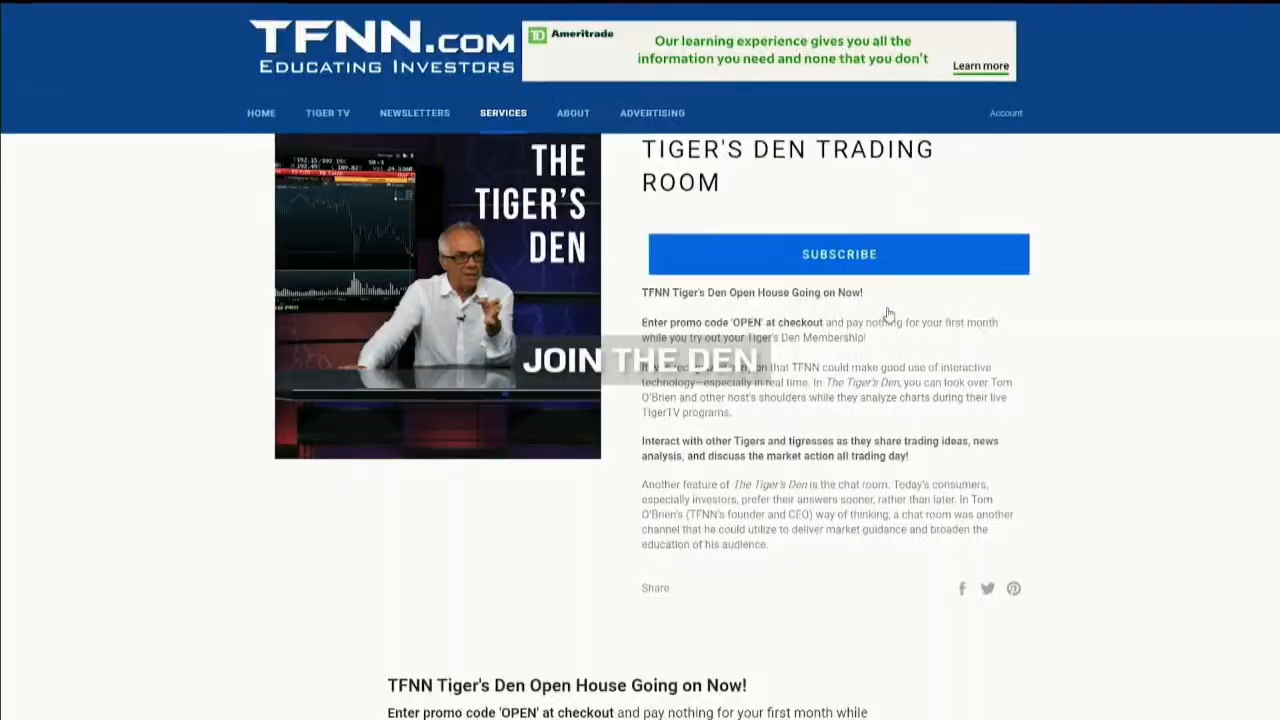 TFNN.COM
EDUCATING INVESTORS
TD Ameritrade
Our learning experience gives you all the
information you need and none that you don't
Learn more
HOME TIGER TV NEWSLETTERS SERVICES ABOUT ADVERTISING Account
THE
TIGER'S
DEN
TIGER'S DEN TRADING
ROOM
SUBSCRIBE
TFNN Tiger's Den Open House Going on Now!
Enter promo code 'OPEN' at checkout and pay nothing for your first month
while you try out your Tiger's Den Membership!
JOIN THE DEN
on that TFNN could make good use of interactive
technology—especially in real time. In The Tiger's Den, you can look over Tom
O'Brien and other host's shoulders while they analyze charts during their live
TigerTV programs.
Interact with other Tigers and tigresses as they share trading ideas, news
analysis, and discuss the market action all trading day!
Another feature of The Tiger's Den is the chat room. Today's consumers,
especially investors, prefer their answers sooner, rather than later. In Tom
O'Brien's (TFNN's founder and CEO) way of thinking, a chat room was another
channel that he could utilize to deliver market guidance and broaden the
education of his audience.
Share
TFNN Tiger's Den Open House Going on Now!
Enter promo code 'OPEN' at checkout and pay nothing for your first month while